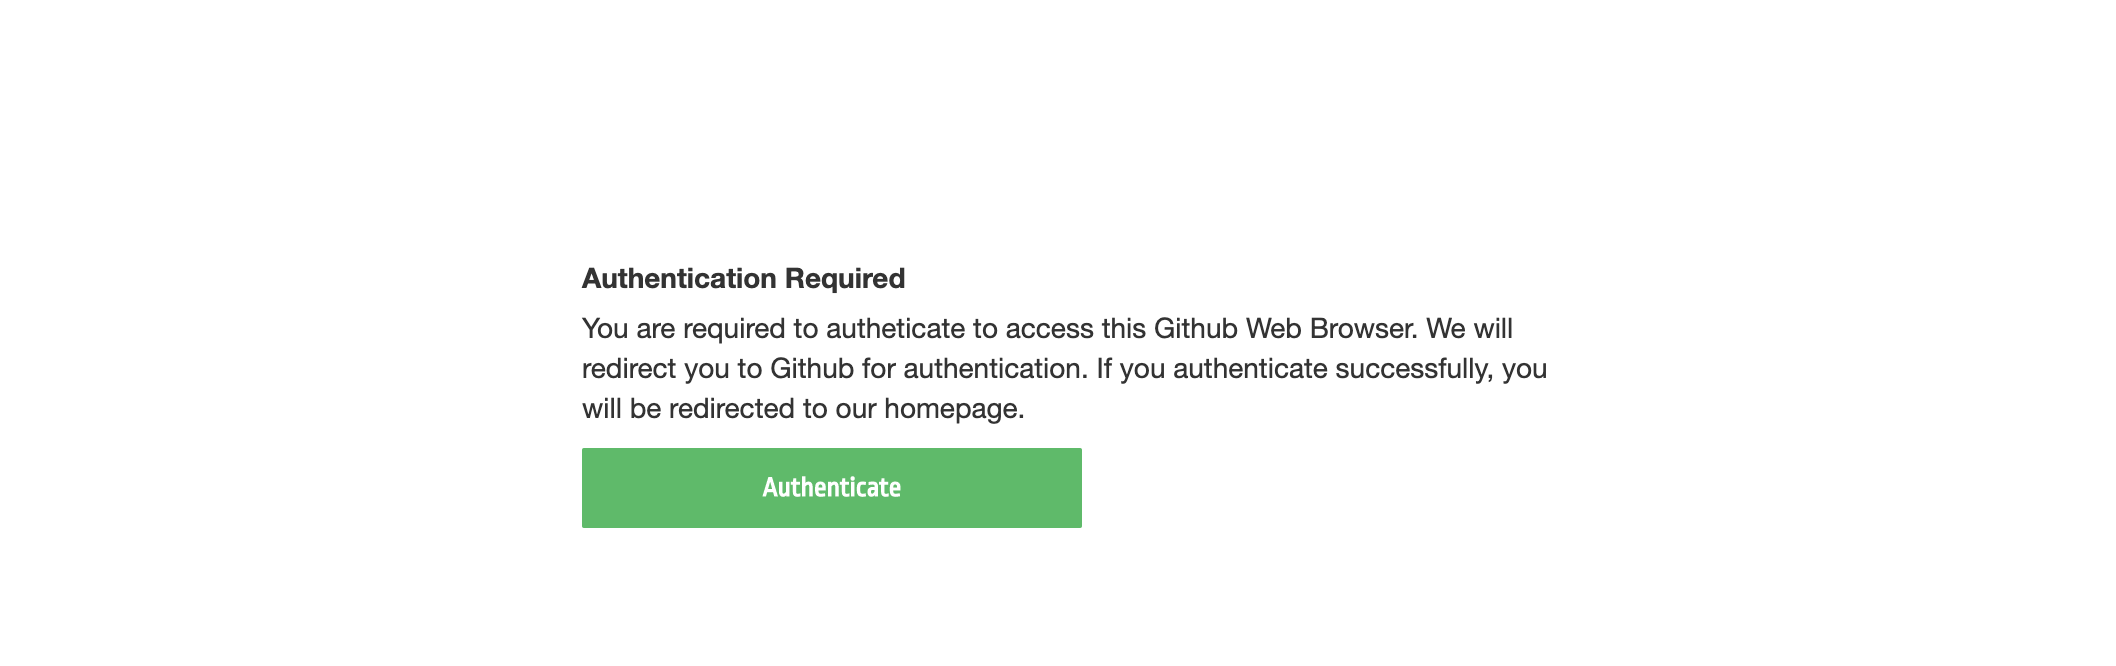 Authentication Required
You are required to autheticate to access this Github Web Browser. We will
redirect you to Github for authentication. If you authenticate successfully, you
will be redirected to our homepage.
Authenticate